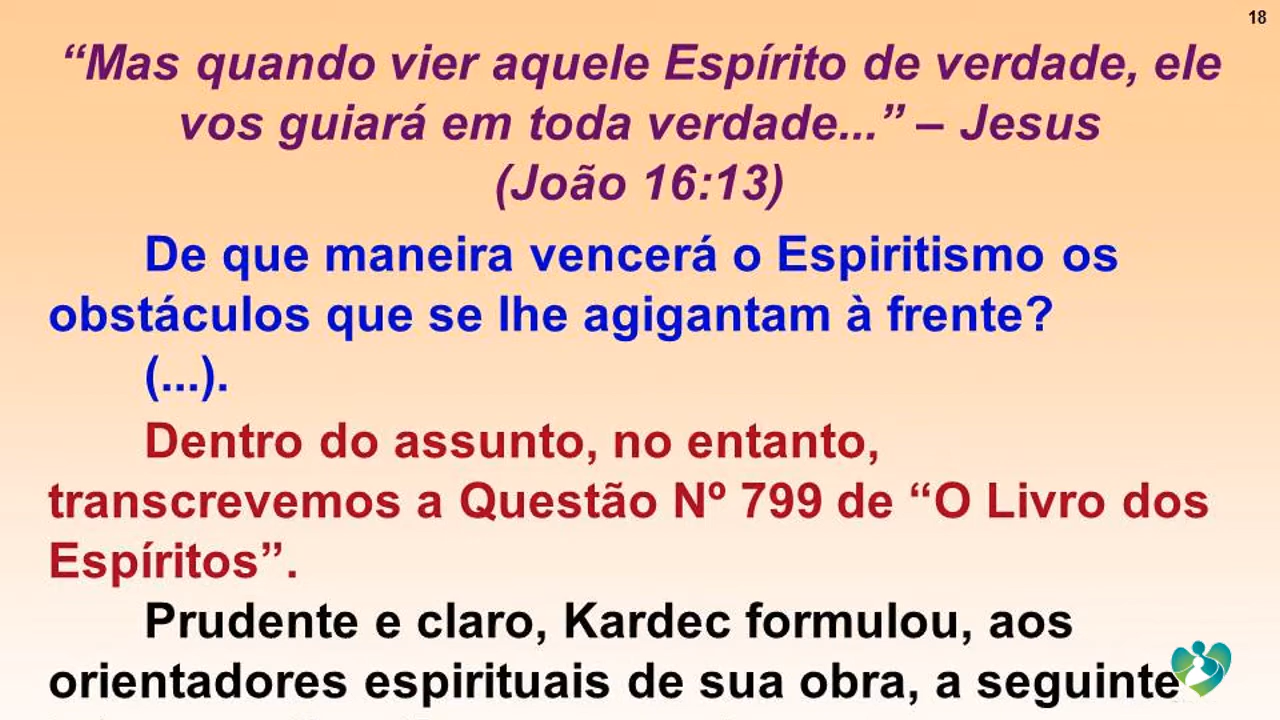 18
“Mas quando vier aquele Espírito de verdade, ele
vos guiará em toda verdade...” – Jesus
(João 16:13)
De que maneira vencerá o Espiritismo os
obstáculos que se lhe agigantam à frente?
(...).
Dentro do assunto, no entanto,
transcrevemos a Questão Nº 799 de “O Livro dos
Espíritos”.
Prudente e claro, Kardec formulou, aos
orientadores espirituais de sua obra, a seguinte